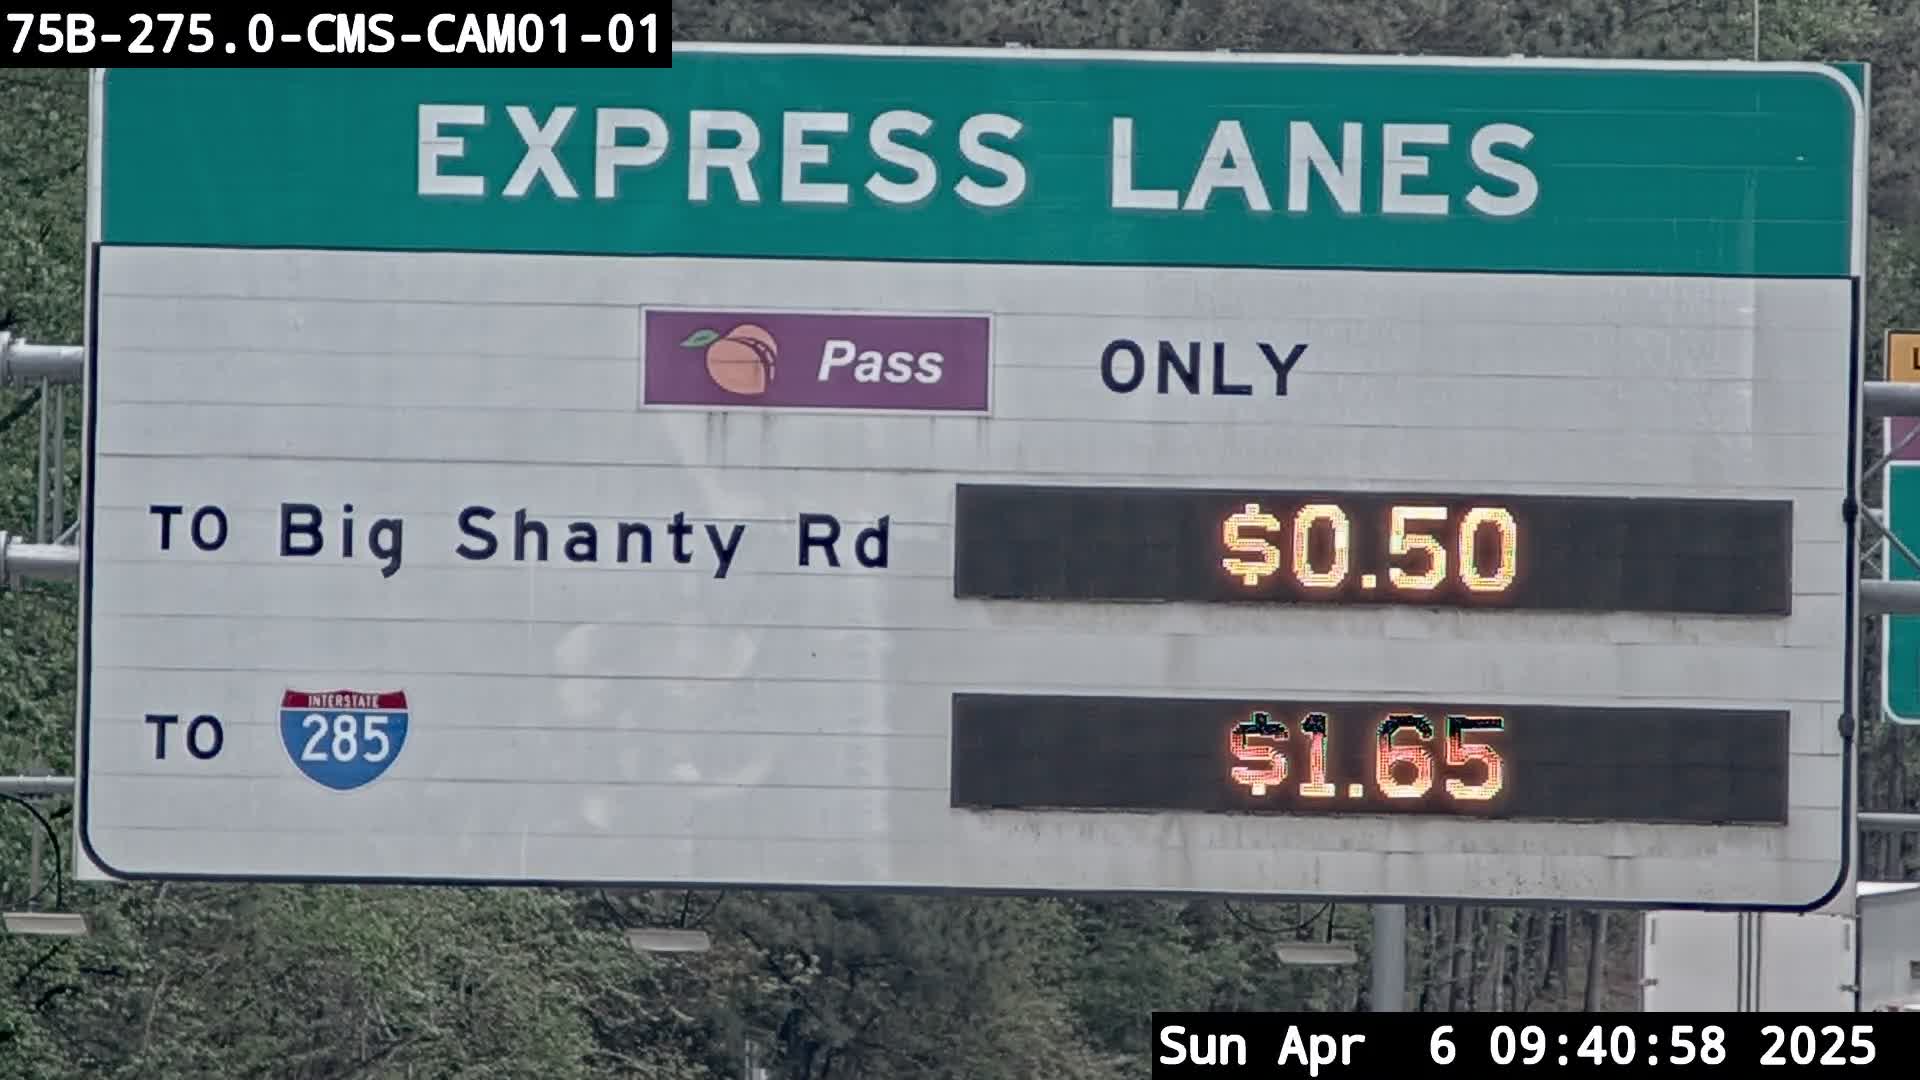 75B-275.0-CMS-CAM01-01
EXPRESS LANES
Pass ONLY
TO Big Shanty Rd $0.50
INTERSTATE
TO 285 $1.65
Sun Apr 6 09:40:58 2025